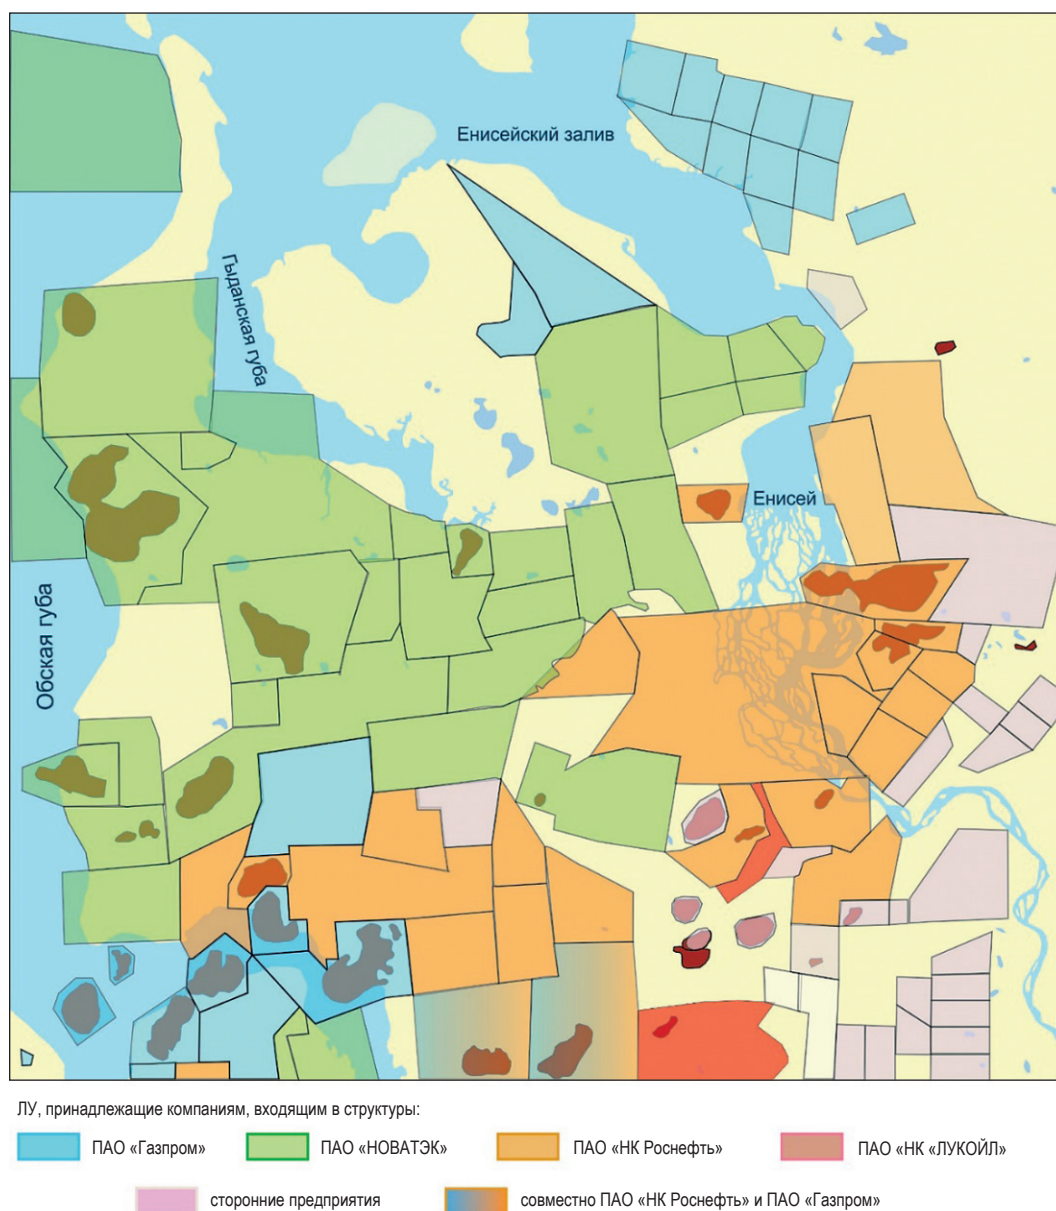 Енисейский залив
Гыданская губа
Енисей
Обская губа
ЛУ, принадлежащие компаниям, входящим в структуры:
ПАО «Газпром»
ПАО «НОВАТЭК»
ПАО «НК Роснефть»
ПАО «НК «ЛУКОЙЛ»
сторонние предприятия
совместно ПАО «НК Роснефть» и ПАО «Газпром»